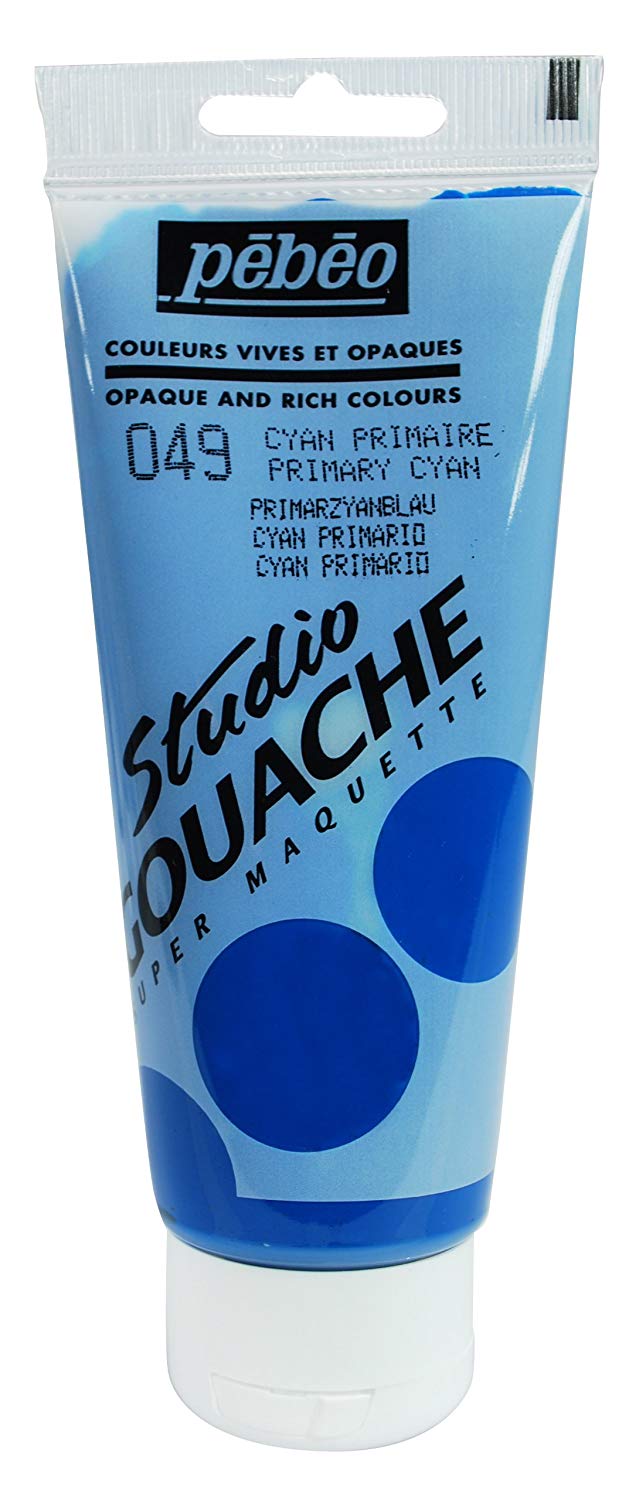 pēbēo
COULEURS VIVES ET OPAQUES
OPAQUE AND RICH COLOURS
049 CYAN PRIMAIRE
PRIMARY CYAN
PRIMARZYANBLAU
CYAN PRIMARIO
CYAN PRIMARIO
Studio
GOUACHE
SUPER MAQUETTE